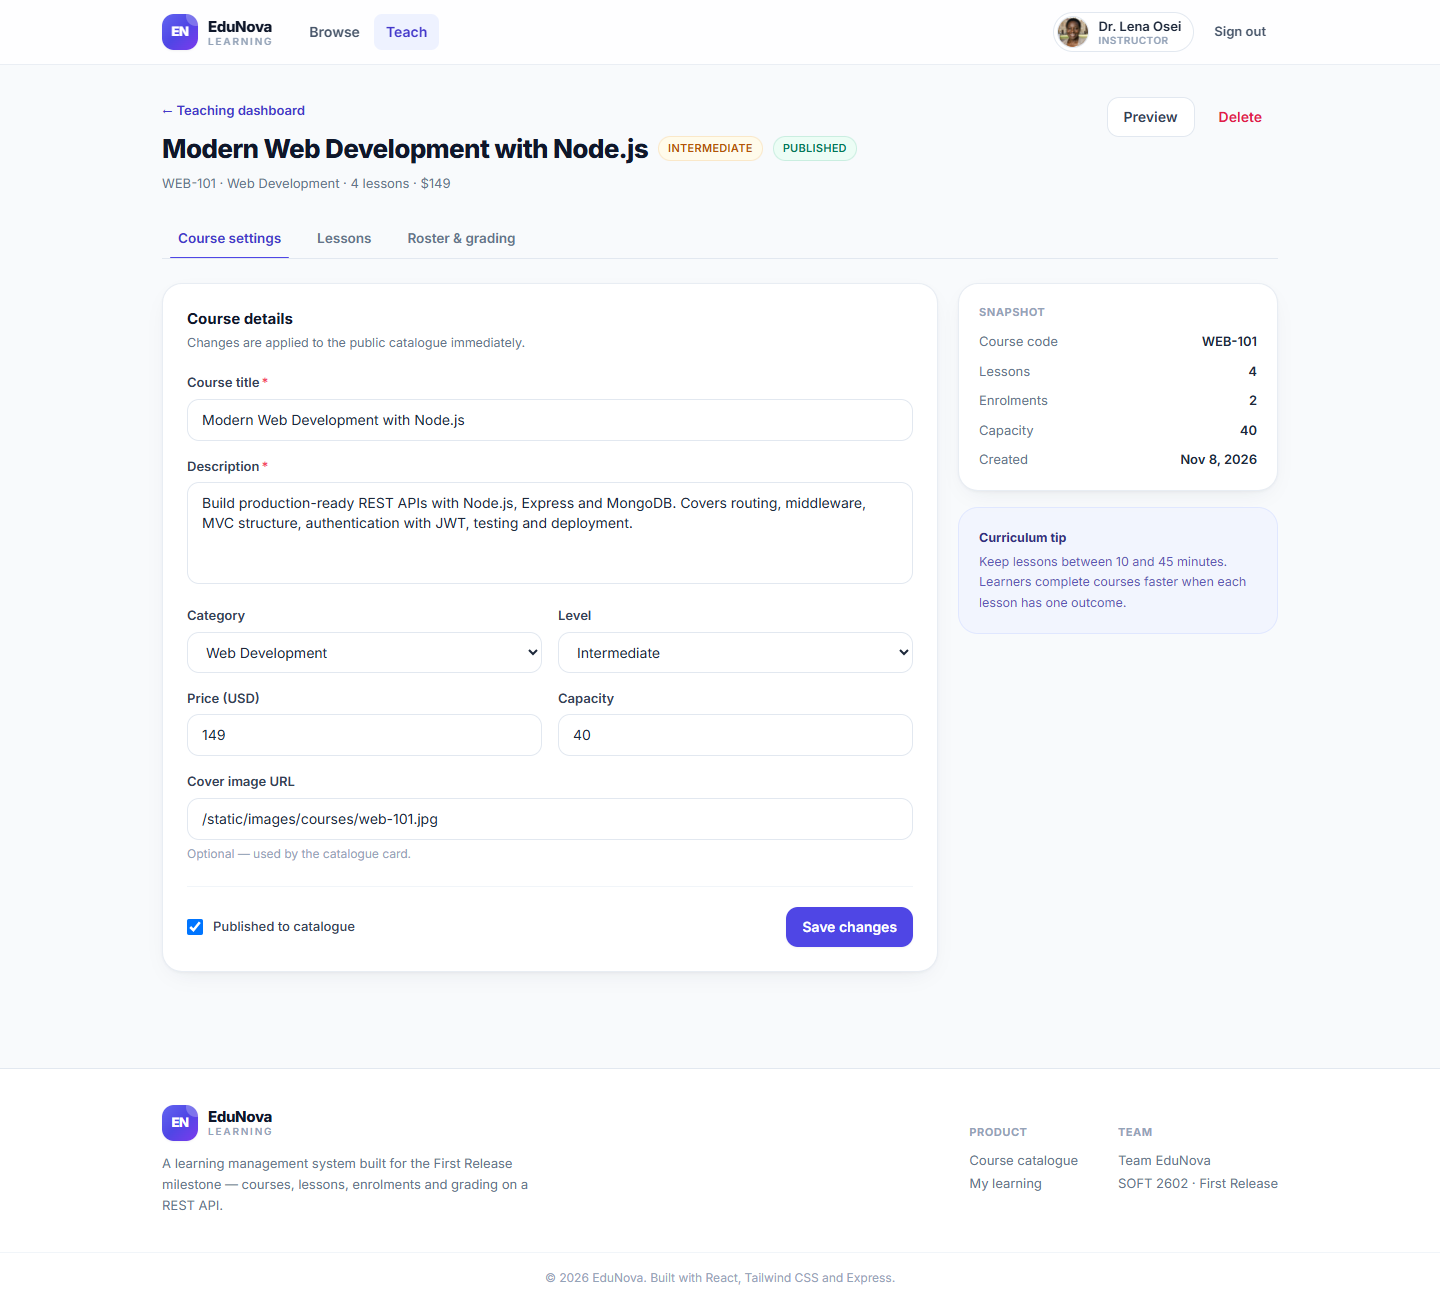 EN
EduNova
LEARNING
Browse
Teach
Dr. Lena Osei
INSTRUCTOR
Sign out
← Teaching dashboard
Preview
Delete
Modern Web Development with Node.js
INTERMEDIATE
PUBLISHED
WEB-101 · Web Development · 4 lessons · $149
Course settings
Lessons
Roster & grading
Course details
Changes are applied to the public catalogue immediately.
Course title *
Modern Web Development with Node.js
Description *
Build production-ready REST APIs with Node.js, Express and MongoDB. Covers routing, middleware,
MVC structure, authentication with JWT, testing and deployment.
Category
Level
Web Development
Intermediate
Price (USD)
Capacity
149
40
Cover image URL
/static/images/courses/web-101.jpg
Optional — used by the catalogue card.
Published to catalogue
Save changes
SNAPSHOT
Course code WEB-101
Lessons 4
Enrolments 2
Capacity 40
Created Nov 8, 2026
Curriculum tip
Keep lessons between 10 and 45 minutes.
Learners complete courses faster when each
lesson has one outcome.
EN
EduNova
LEARNING
A learning management system built for the First Release
milestone — courses, lessons, enrolments and grading on a
REST API.
PRODUCT
Course catalogue
My learning
TEAM
Team EduNova
SOFT 2602 · First Release
© 2026 EduNova. Built with React, Tailwind CSS and Express.